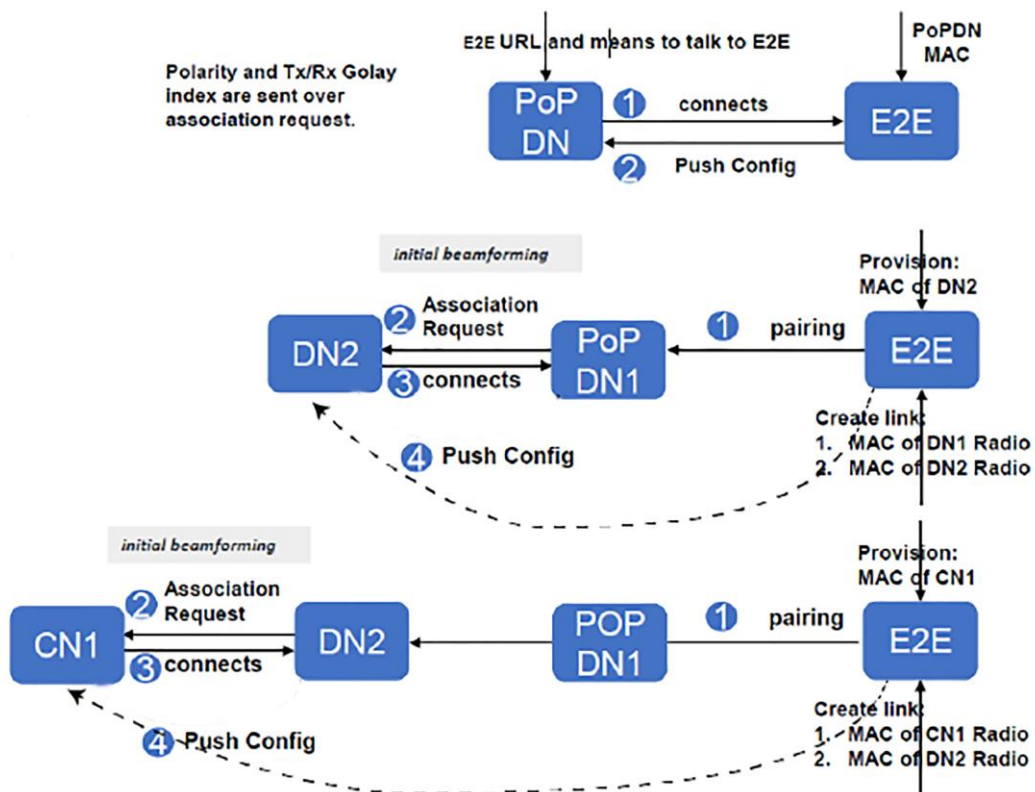 E2E URL and means to talk to E2E
PoPDN
MAC
Polarity and Tx/Rx Golay
index are sent over
association request.
PoP
DN
1
connects
E2E
2
Push Config
initial beamforming
Provision:
MAC of DN2
2
Association
Request
DN2
3
connects
PoP
DN1
1
pairing
E2E
4
Push Config
Create link:
1. MAC of DN1 Radio
2. MAC of DN2 Radio
initial beamforming
Provision:
MAC of CN1
2
Association
Request
CN1
3
connects
DN2
POP
DN1
1
pairing
E2E
4
Push Config
Create link:
1. MAC of CN1 Radio
2. MAC of DN2 Radio